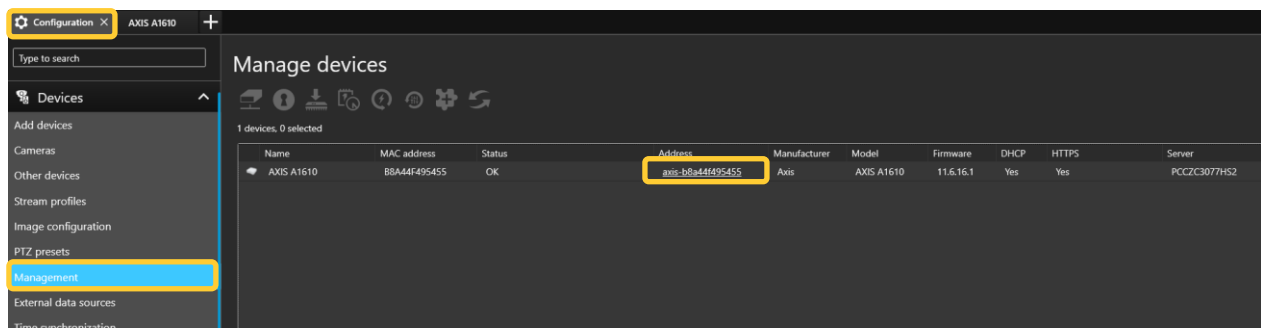 Configuration × AXIS A1610 +
Type to search
Manage devices
Devices
1 devices, 0 selected
Add devices
Cameras
Other devices
Stream profiles
Image configuration
PTZ presets
Management
External data sources
Time synchronization
Name MAC address Status Address Manufacturer Model Firmware DHCP HTTPS Server
AXIS A1610 B8A44F495455 OK axis-b8a44f495455 Axis AXIS A1610 11.6.16.1 Yes Yes PCCZC3077HS2